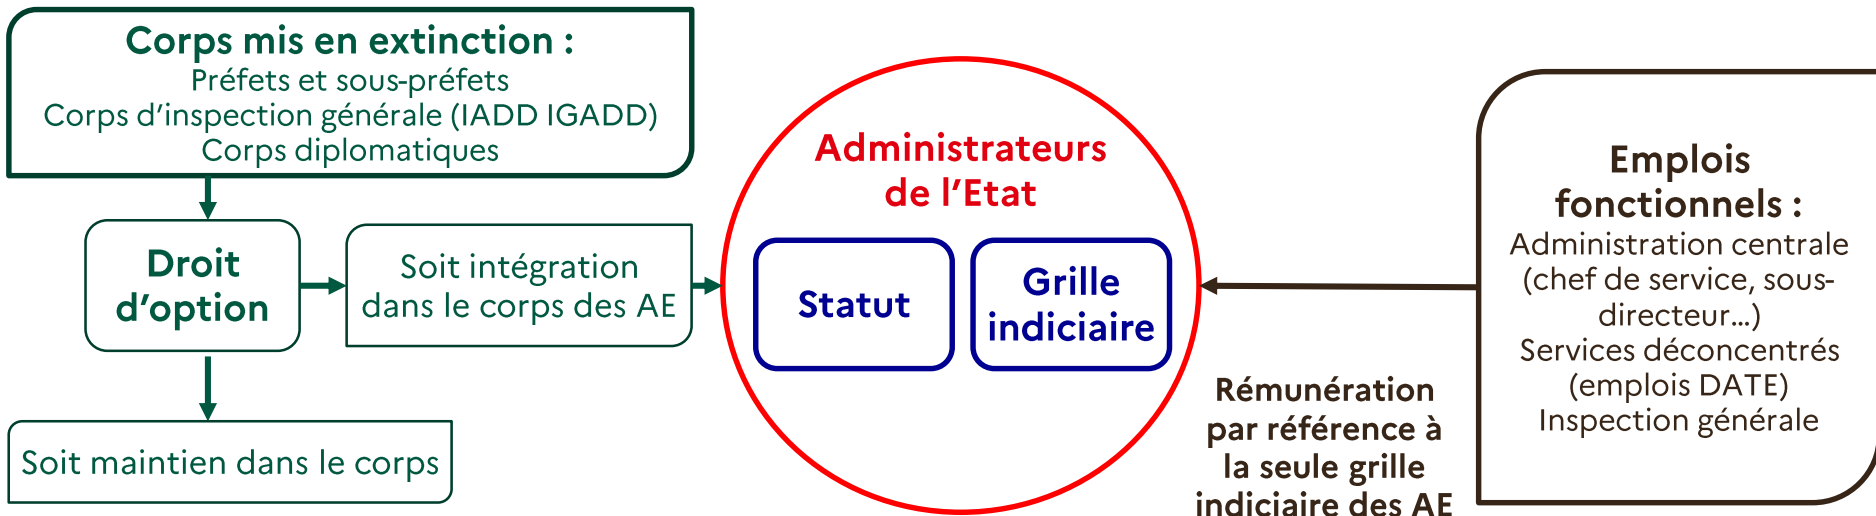 Corps mis en extinction :
Préfets et sous-préfets
Corps d’inspection générale (IADD IGADD)
Corps diplomatiques
Droit
d’option
Soit intégration
dans le corps des AE
Soit maintien dans le corps
Administrateurs
de l’Etat
Statut
Grille
indiciaire
Rémunération
par référence à
la seule grille
indiciaire des AE
Emplois
fonctionnels :
Administration centrale
(chef de service, sous-
directeur…)
Services déconcentrés
(emplois DATE)
Inspection générale